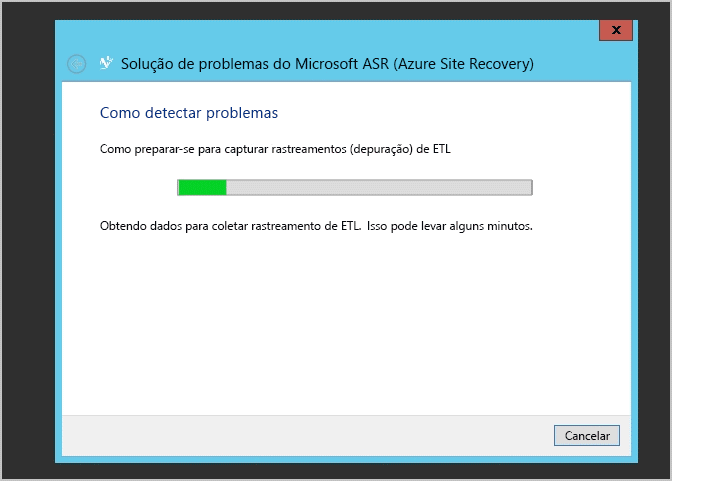 x
Solução de problemas do Microsoft ASR (Azure Site Recovery)
Como detectar problemas
Como preparar-se para capturar rastreamentos (depuração) de ETL
Obtendo dados para coletar rastreamento de ETL. Isso pode levar alguns minutos.
Cancelar